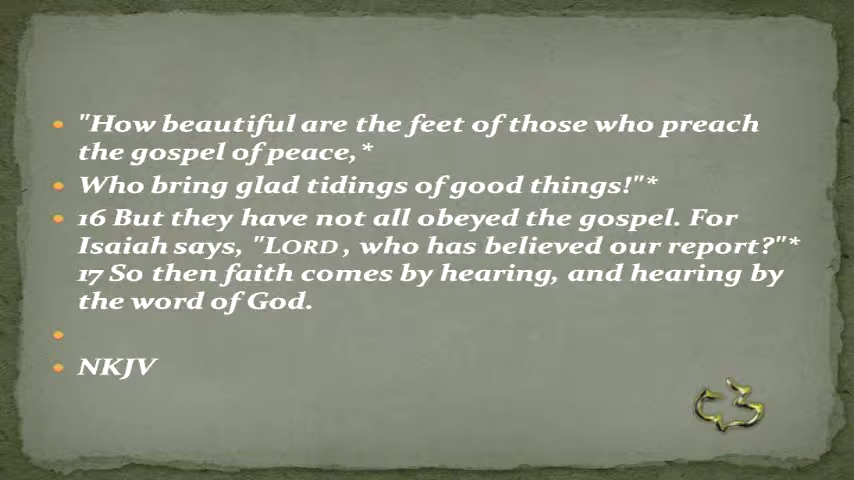 • "How beautiful are the feet of those who preach
the gospel of peace,*
• Who bring glad tidings of good things!"*
• 16 But they have not all obeyed the gospel. For
Isaiah says, "LORD , who has believed our report?"*
17 So then faith comes by hearing, and hearing by
the word of God.
•
• NKJV